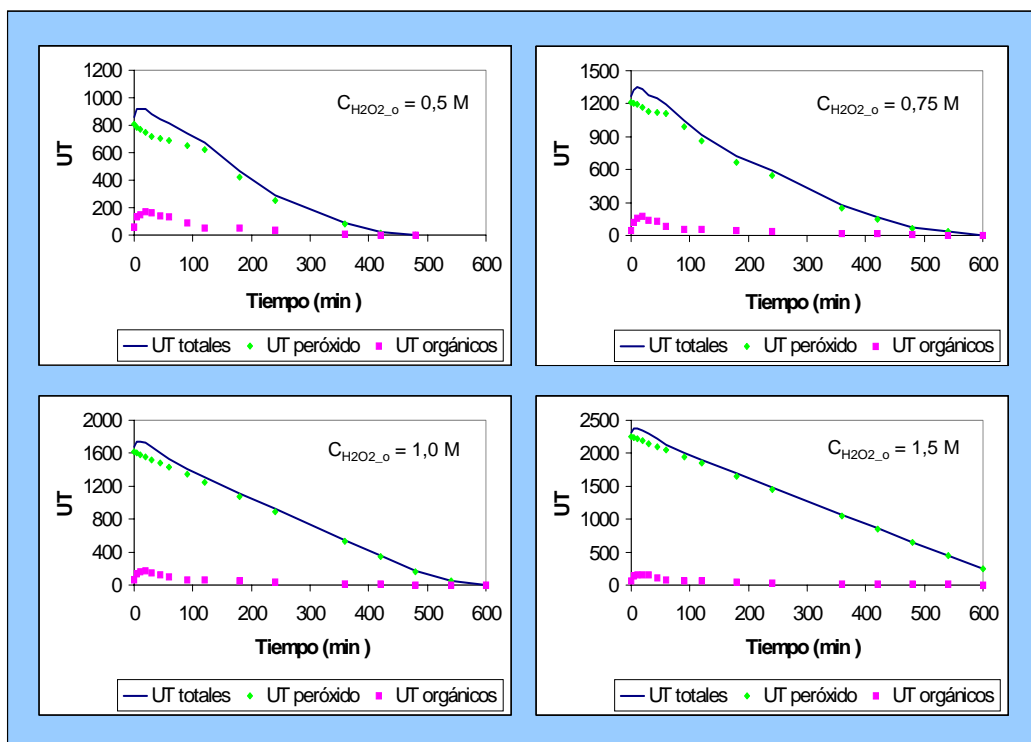 C_H2O2_o = 0,5 M
UT
1200
1000
800
600
400
200
0
0 100 200 300 400 500 600
Tiempo (min )
UT totales UT peróxido UT orgánicos
C_H2O2_o = 0,75 M
UT
1500
1200
900
600
300
0
0 100 200 300 400 500 600
Tiempo (min )
UT totales UT peróxido UT orgánicos
C_H2O2_o = 1,0 M
UT
2000
1600
1200
800
400
0
0 100 200 300 400 500 600
Tiempo (min )
UT totales UT peróxido UT orgánicos
C_H2O2_o = 1,5 M
UT
2500
2000
1500
1000
500
0
0 100 200 300 400 500 600
Tiempo (min )
UT totales UT peróxido UT orgánicos